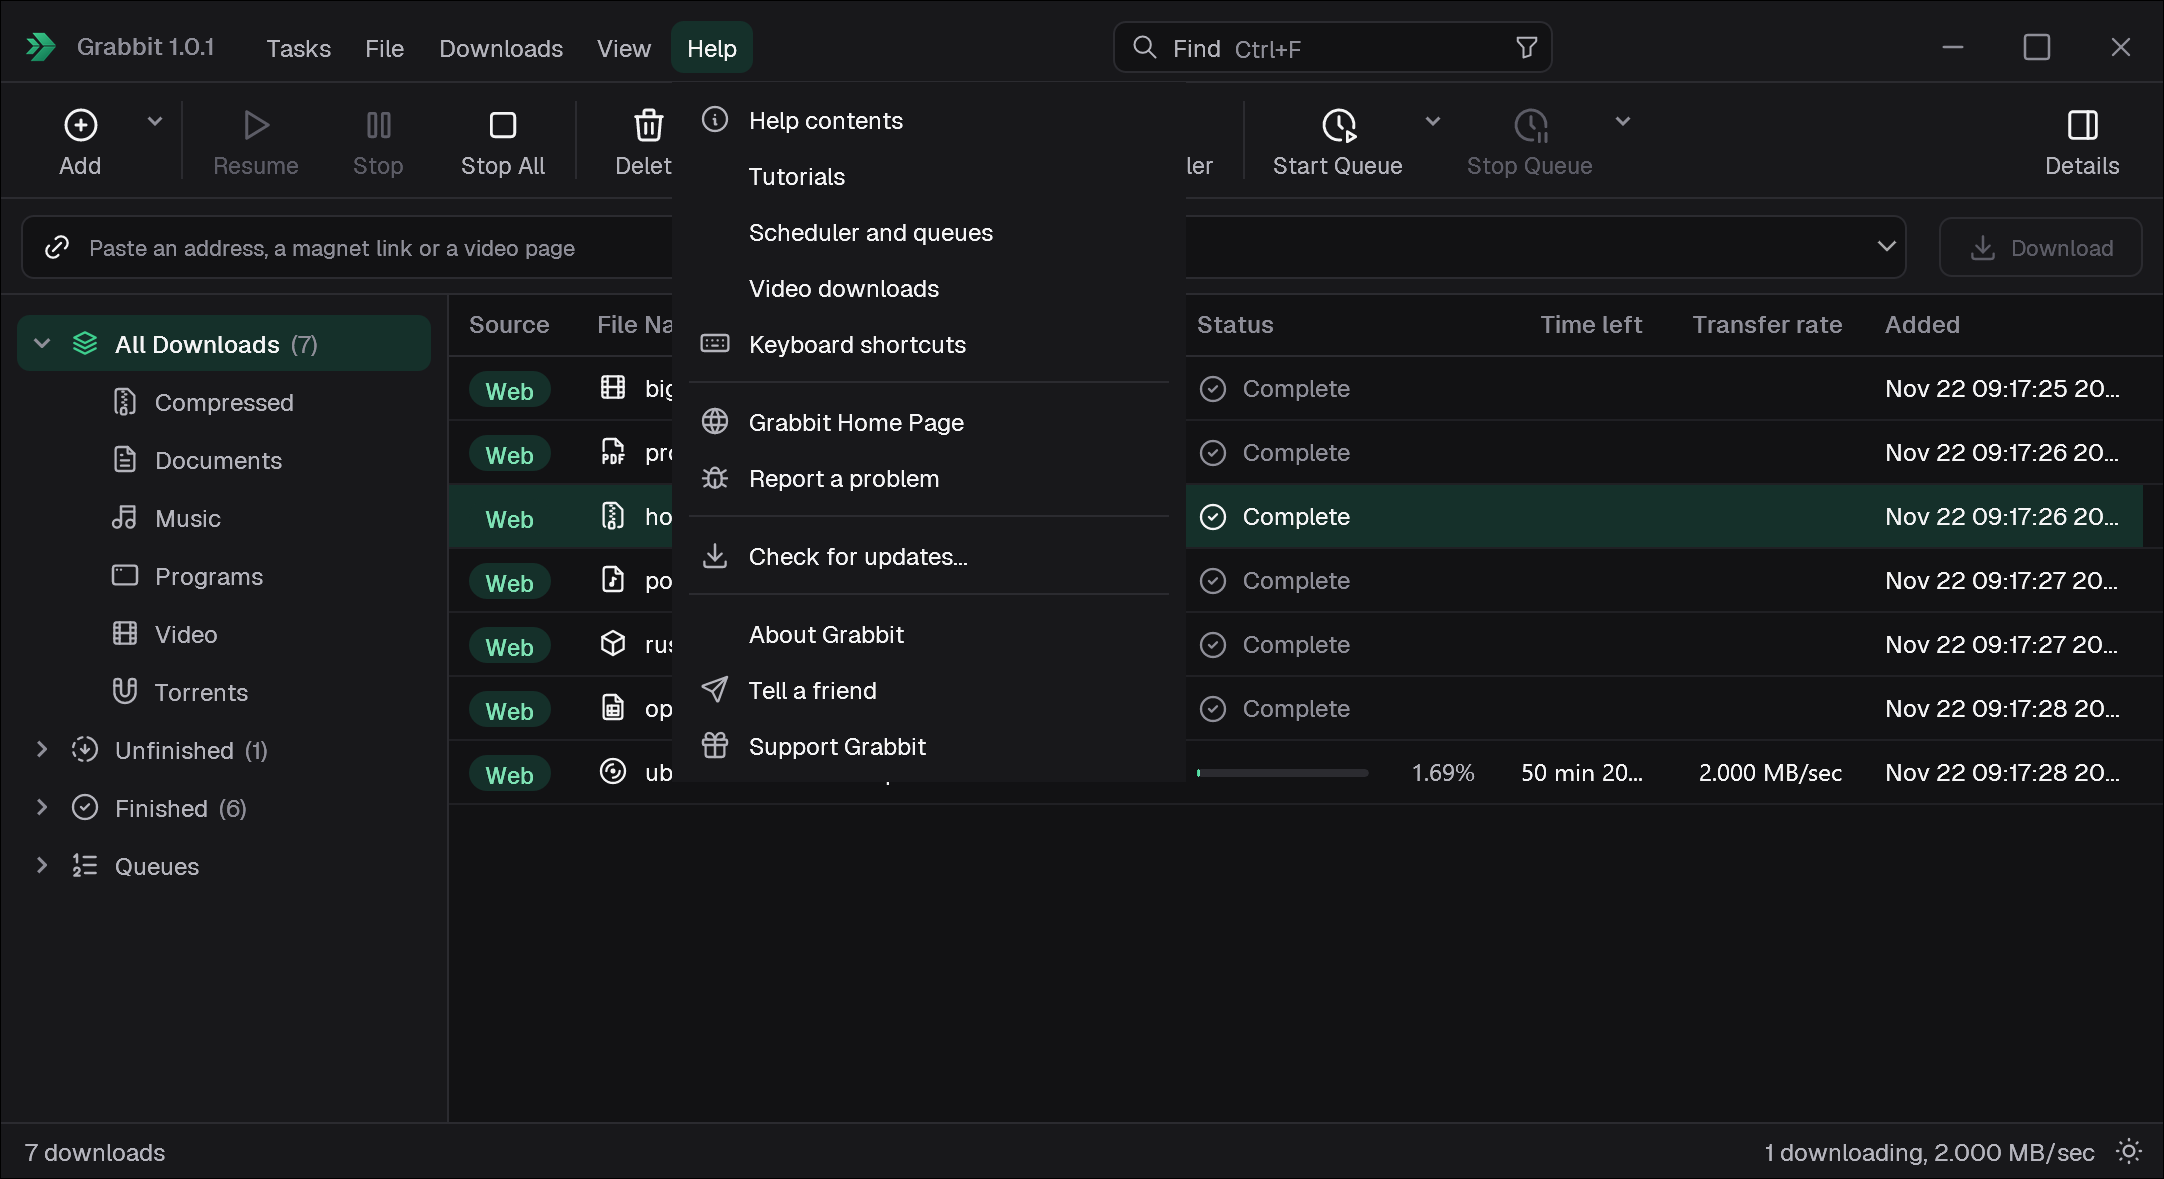 Grabbit 1.0.1 Tasks File Downloads View Help Find Ctrl+F
Add Resume Stop Stop All Delet ler Start Queue Stop Queue Details
Paste an address, a magnet link or a video page Download
Help contents
Tutorials
Scheduler and queues
Video downloads
Keyboard shortcuts
Grabbit Home Page
Report a problem
Check for updates...
About Grabbit
Tell a friend
Support Grabbit
All Downloads (7)
Compressed
Documents
Music
Programs
Video
Torrents
Unfinished (1)
Finished (6)
Queues
Source File Na Status Time left Transfer rate Added
Web big Complete Nov 22 09:17:25 20...
Web PDF pro Complete Nov 22 09:17:26 20...
Web ho Complete Nov 22 09:17:26 20...
Web po Complete Nov 22 09:17:27 20...
Web rus Complete Nov 22 09:17:27 20...
Web op Complete Nov 22 09:17:28 20...
Web ub 1.69% 50 min 20... 2.000 MB/sec Nov 22 09:17:28 20...
7 downloads 1 downloading, 2.000 MB/sec